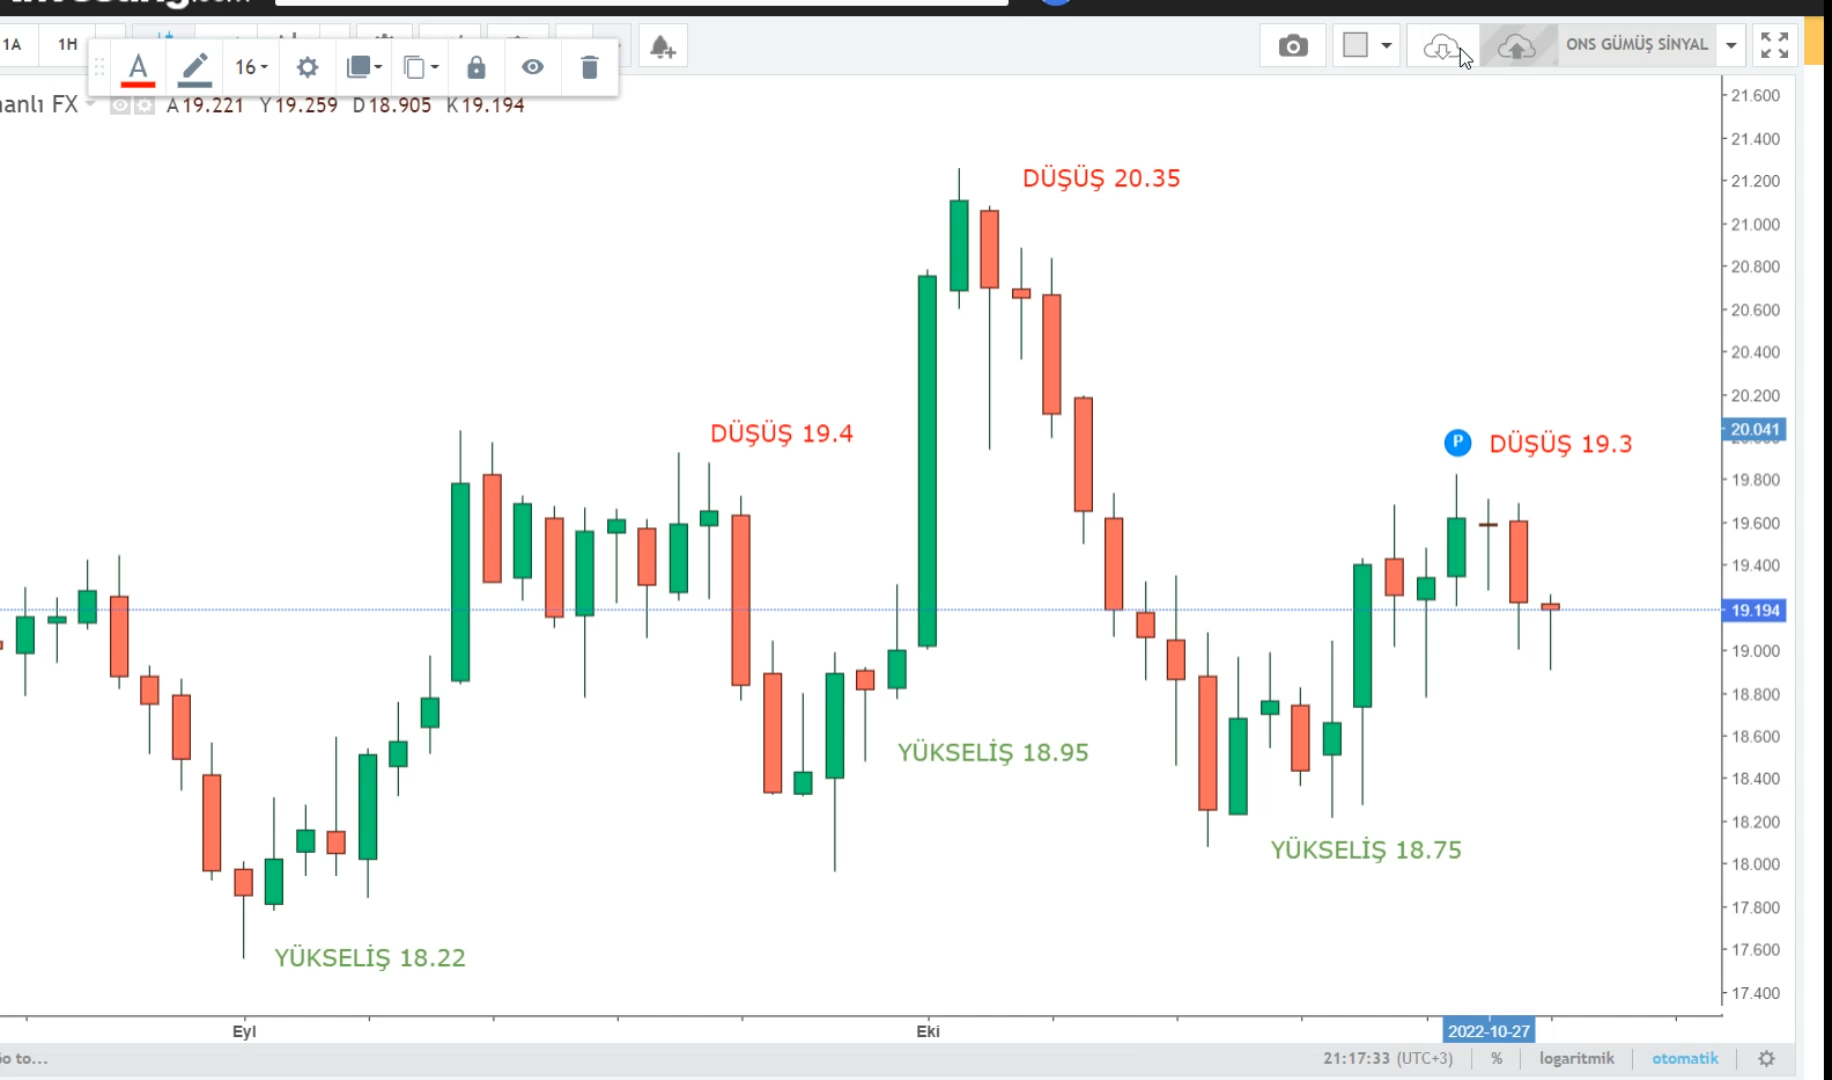 1A
1H
A
16
ONS GÜMÜŞ SİNYAL
anlı FX
A19.221 Y19.259 D18.905 K19.194
21.600
21.400
21.200
21.000
20.800
20.600
20.400
20.200
20.041
19.800
19.600
19.400
19.194
19.000
18.800
18.600
18.400
18.200
18.000
17.800
17.600
17.400
DÜŞÜŞ 20.35
DÜŞÜŞ 19.4
P DÜŞÜŞ 19.3
YÜKSELİŞ 18.95
YÜKSELİŞ 18.75
YÜKSELİŞ 18.22
Eyl
Eki
2022-10-27
to...
21:17:33 (UTC+3)
%
logaritmik
otomatik